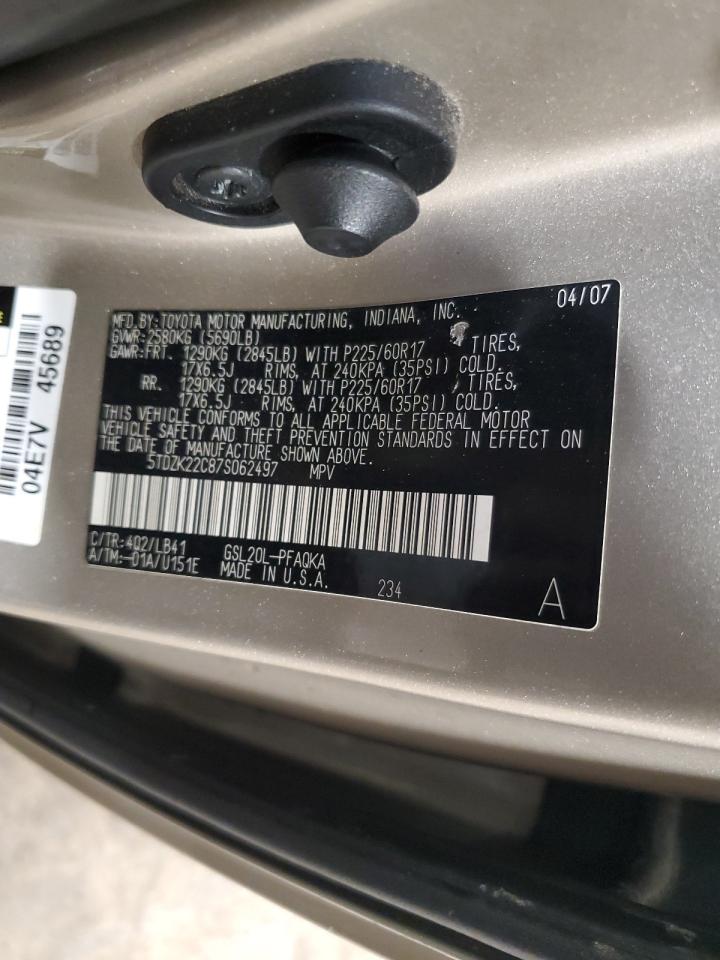 04/07
MFD.BY:TOYOTA MOTOR MANUFACTURING, INDIANA, INC.
GVWR:2580KG (5690LB)
GAWR:FRT. 1290KG (2845LB) WITH P225/60R17 TIRES,
17X6.5J RIMS, AT 240KPA (35PSI) COLD.
RR. 1290KG (2845LB) WITH P225/60R17 TIRES,
17X6.5J RIMS, AT 240KPA (35PSI) COLD.
THIS VEHICLE CONFORMS TO ALL APPLICABLE FEDERAL MOTOR
VEHICLE SAFETY AND THEFT PREVENTION STANDARDS IN EFFECT ON
THE DATE OF MANUFACTURE SHOWN ABOVE.
5TDZK22C87S062497 MPV
C/TR:4Q2/LB41 GSL20L-PFAQKA
A/TM:-01A/U151E MADE IN U.S.A. 234 A
04E7V 45689